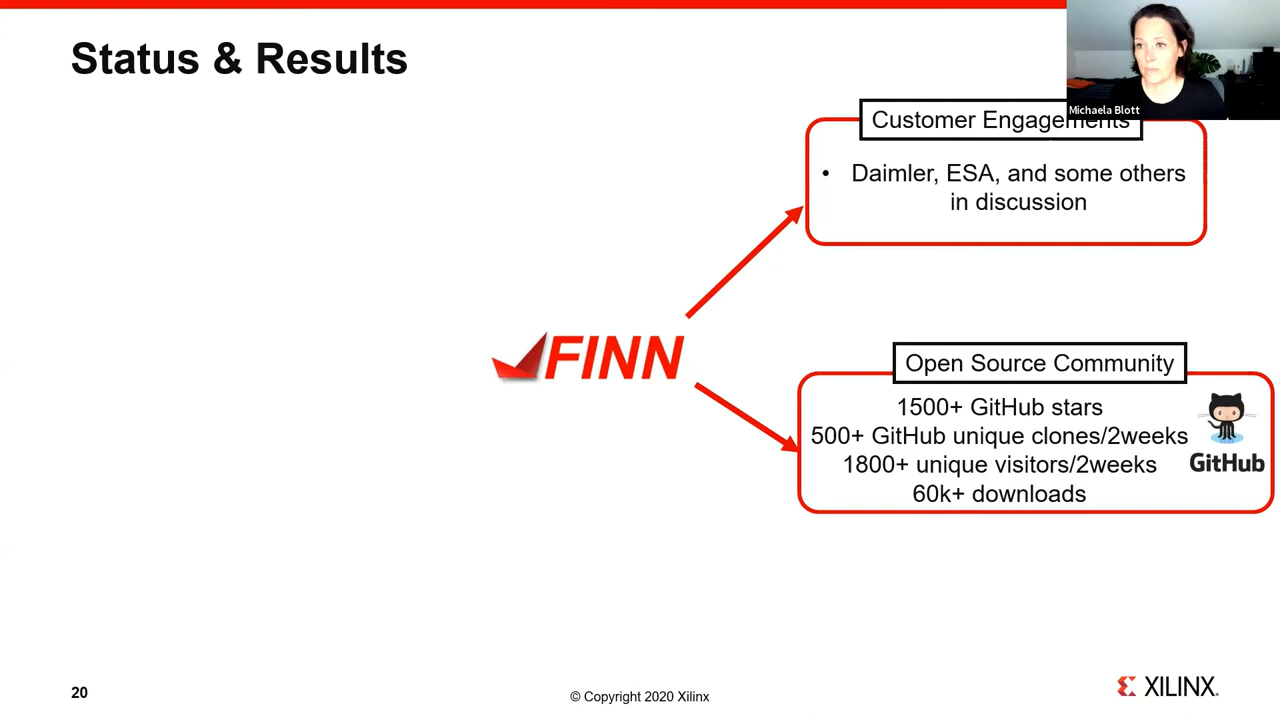 Status & Results
Michaela Blott
Customer Engagements
• Daimler, ESA, and some others
in discussion
FINN
Open Source Community
1500+ GitHub stars
500+ GitHub unique clones/2weeks
1800+ unique visitors/2weeks
60k+ downloads
GitHub
20
© Copyright 2020 Xilinx
XILINX.